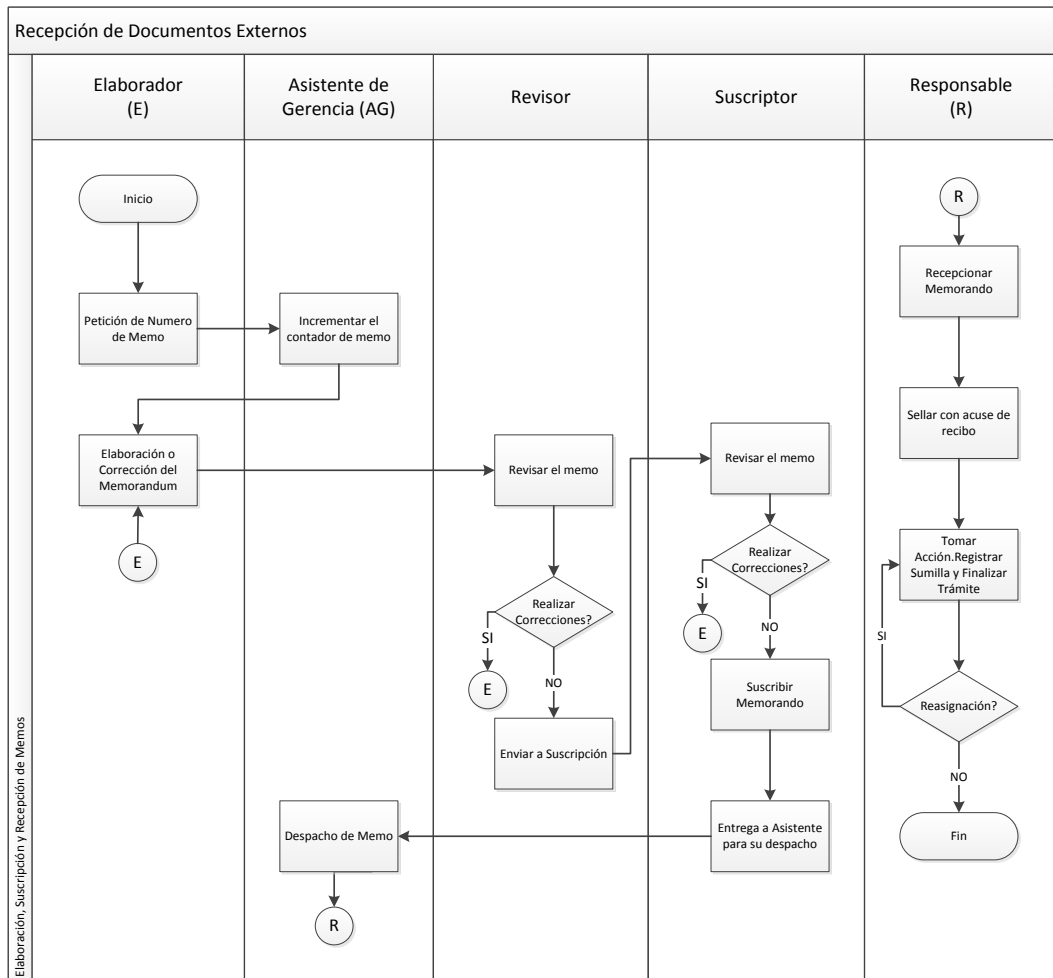 Recepción de Documentos Externos
Elaboración, Suscripción y Recepción de Memos
Elaborador
(E)
Asistente de
Gerencia (AG)
Revisor
Suscriptor
Responsable
(R)
Inicio
Petición de Numero
de Memo
Incrementar el
contador de memo
Elaboración o
Corrección del
Memorandum
E
Revisar el memo
Realizar
Correcciones?
SI
E
NO
Enviar a Suscripción
Revisar el memo
Realizar
Correcciones?
SI
E
NO
Suscribir
Memorando
Entrega a Asistente
para su despacho
Despacho de Memo
R
R
Recepcionar
Memorando
Sellar con acuse de
recibo
Tomar
Acción.Registrar
Sumilla y Finalizar
Trámite
SI
Reasignación?
NO
Fin